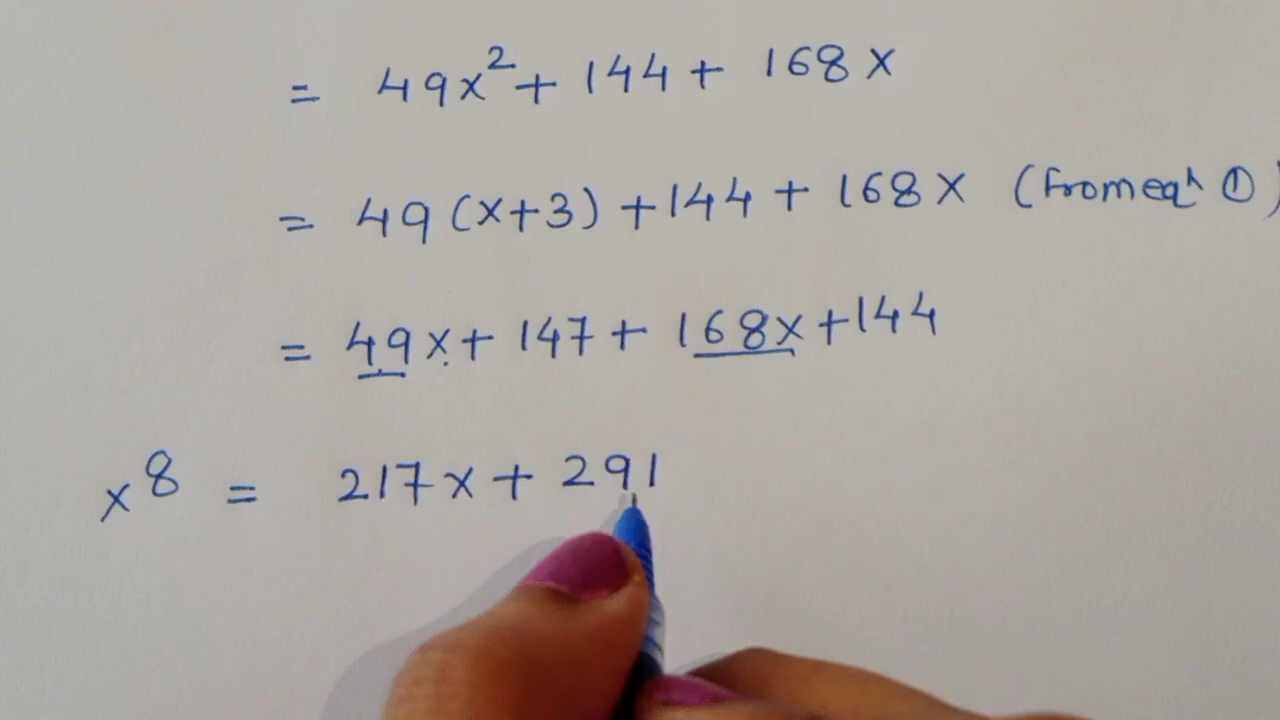 = 49x² + 144 + 168x
= 49 (x+3) + 144 + 168x (from eqn ①)
= 49x + 147 + 168x + 144
x⁸ = 217x + 291